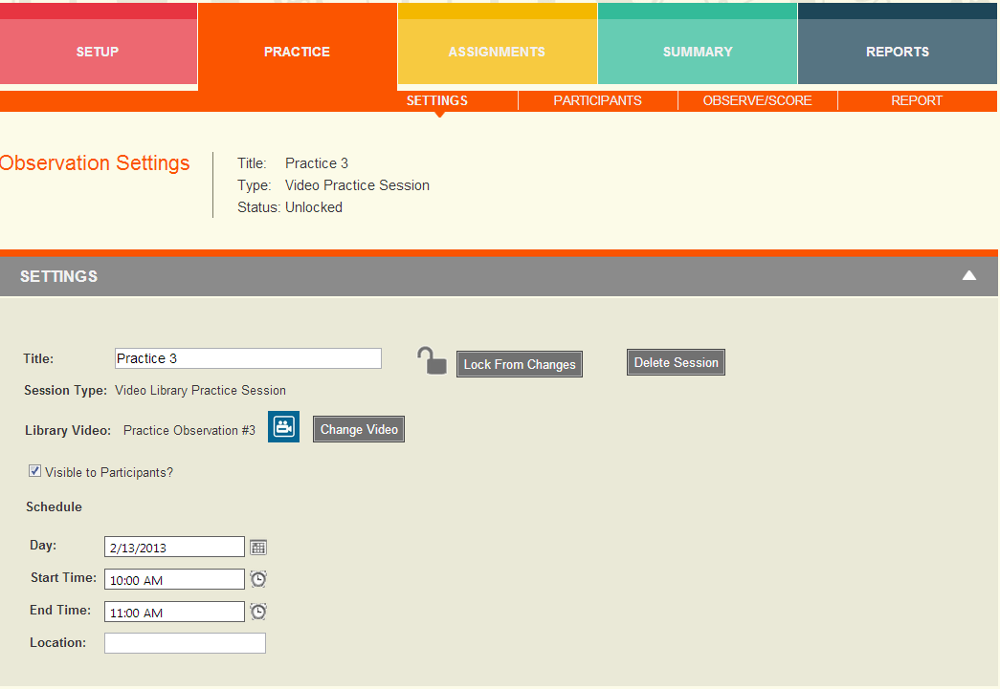 SETUP PRACTICE ASSIGNMENTS SUMMARY REPORTS
SETTINGS PARTICIPANTS OBSERVE/SCORE REPORT
Observation Settings
Title: Practice 3
Type: Video Practice Session
Status: Unlocked
SETTINGS
Title: Practice 3 Lock From Changes Delete Session
Session Type: Video Library Practice Session
Library Video: Practice Observation #3 Change Video
Visible to Participants?
Schedule
Day: 2/13/2013
Start Time: 10:00 AM
End Time: 11:00 AM
Location: